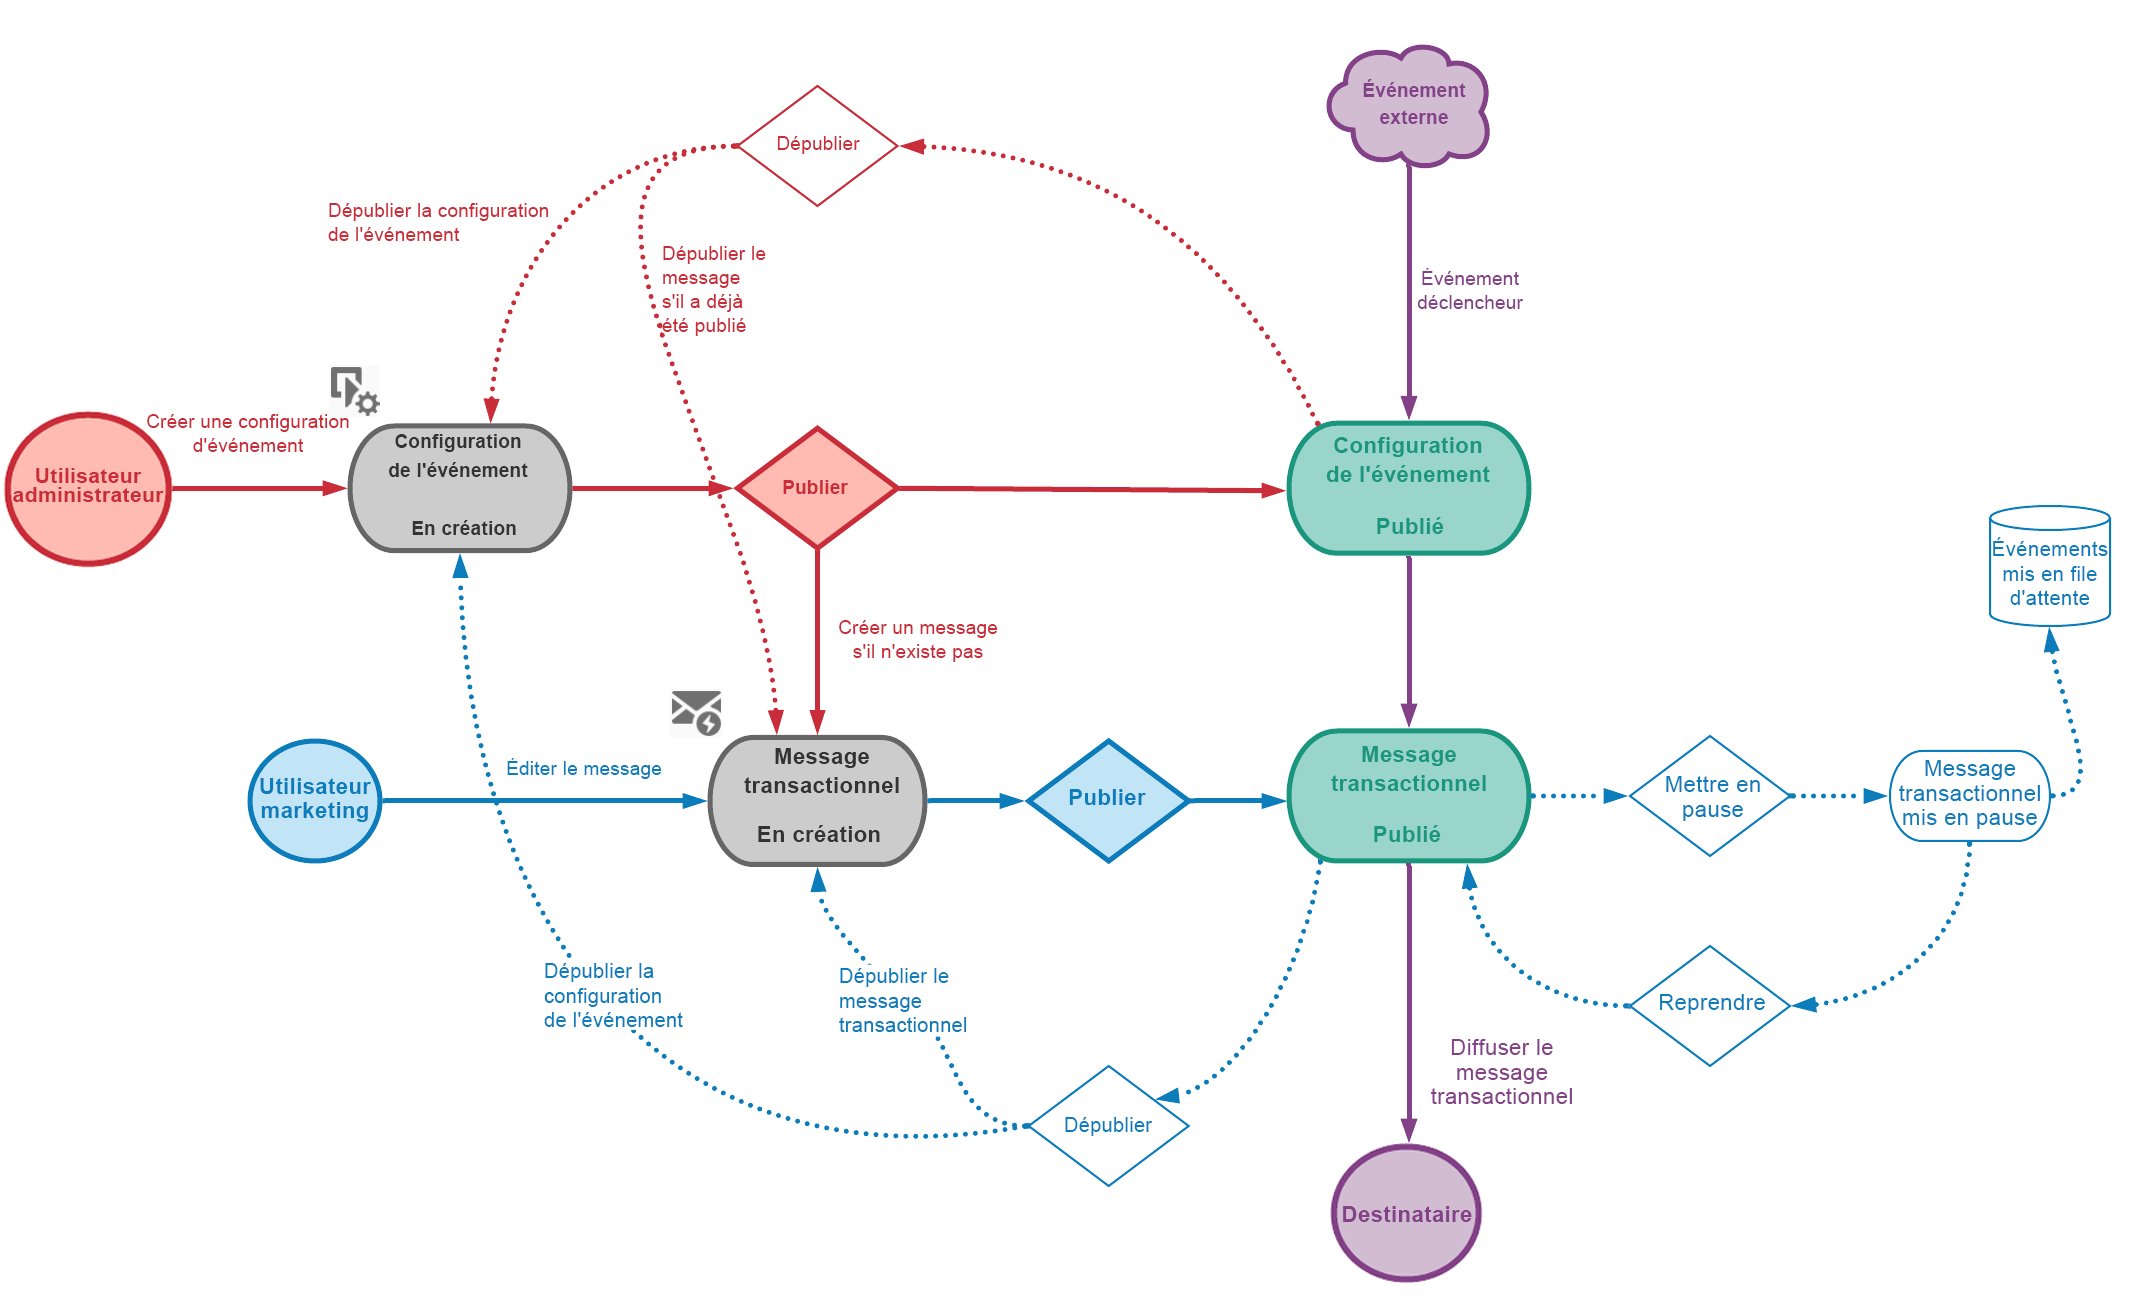 Événement
externe
Dépublier
Dépublier la configuration
de l'événement
Dépublier le
message
s'il a déjà
été publié
Événement
déclencheur
Créer une configuration
d'événement
Utilisateur
administrateur
Configuration
de l'événement
En création
Publier
Configuration
de l'événement
Publié
Événements
mis en file
d'attente
Créer un message
s'il n'existe pas
Utilisateur
marketing
Éditer le message
Message
transactionnel
En création
Publier
Message
transactionnel
Publié
Mettre en
pause
Message
transactionnel
mis en pause
Dépublier la
configuration
de l'événement
Dépublier le
message
transactionnel
Reprendre
Diffuser le
message
transactionnel
Dépublier
Destinataire